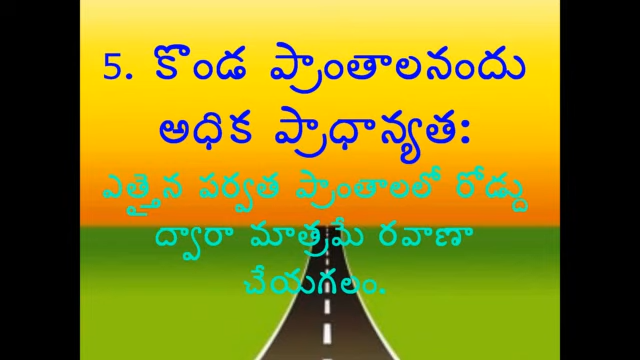 5. కొండ ప్రాంతాలనందు
అధిక ప్రాధాన్యత:
ఎత్తైన పర్వత ప్రాంతాలలో రోడ్డు
ద్వారా మాత్రమే రవాణా
చేయగలం.